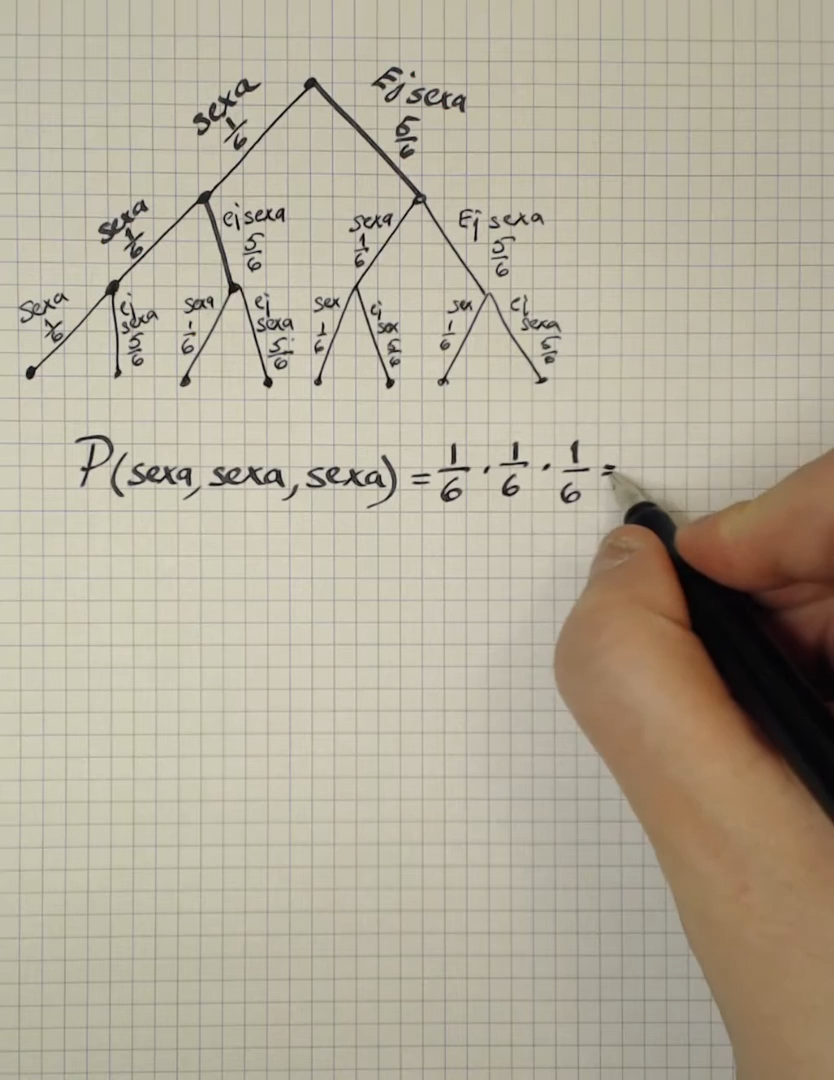 sexa Ej sexa
1/6 5/6
sexa ej sexa sexa Ej sexa
1/6 5/6 1/6 5/6
sexa ej sexa sexa ej sexa sex ej sex sex ej sexa
1/6 5/6 1/6 5/6 1/6 5/6 1/6 5/6
P(sexa, sexa, sexa) = 1/6 · 1/6 · 1/6 =